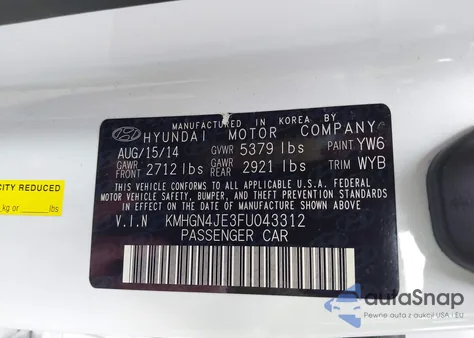 MANUFACTURED IN KOREA BY
HYUNDAI MOTOR COMPANY
AUG/15/14 GVWR 5379 lbs PAINT YW6
GAWR FRONT 2712 lbs GAWR REAR 2921 lbs TRIM WYB
THIS VEHICLE CONFORMS TO ALL APPLICABLE U.S.A. FEDERAL
MOTOR VEHICLE SAFETY, BUMPER, AND THEFT PREVENTION
STANDARDS IN EFFECT ON THE DATE OF MANUFACTURE SHOWN ABOVE.
V.I.N KMHGN4JE3FU043312
PASSENGER CAR
CITY REDUCED
kg or lbs
autaSnap
Pewne auta z aukcji USA i EU